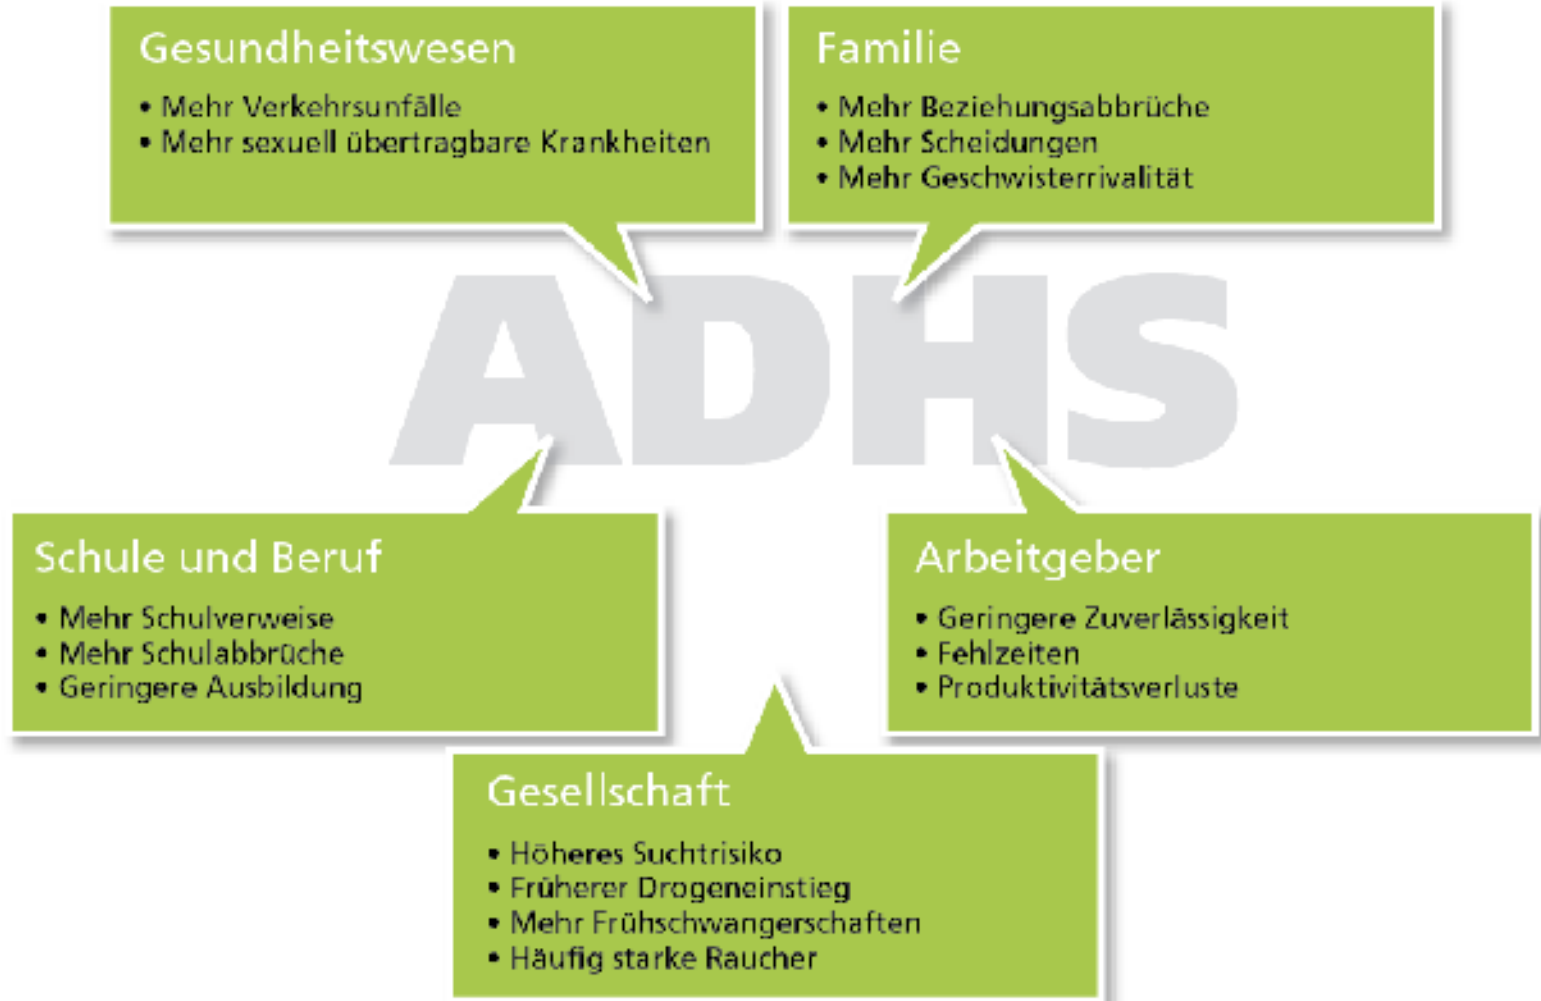 Gesundheitswesen
• Mehr Verkehrsunfälle
• Mehr sexuell übertragbare Krankheiten
Familie
• Mehr Beziehungsabbrüche
• Mehr Scheidungen
• Mehr Geschwisterrivalität
ADHS
Schule und Beruf
• Mehr Schulverweise
• Mehr Schulabbrüche
• Geringere Ausbildung
Arbeitgeber
• Geringere Zuverlässigkeit
• Fehlzeiten
• Produktivitätsverluste
Gesellschaft
• Höheres Suchtrisiko
• Früherer Drogeneinstieg
• Mehr Frühschwangerschaften
• Häufig starke Raucher